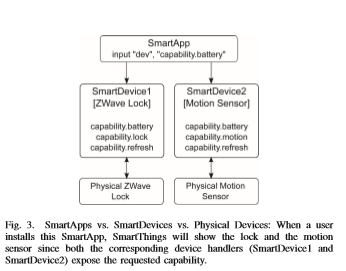 SmartApp
input "dev", "capability.battery"
SmartDevice1
[ZWave Lock]
capability.battery
capability.lock
capability.refresh
SmartDevice2
[Motion Sensor]
capability.battery
capability.motion
capability.refresh
Physical ZWave
Lock
Physical Motion
Sensor
Fig. 3. SmartApps vs. SmartDevices vs. Physical Devices: When a user
installs this SmartApp, SmartThings will show the lock and the motion
sensor since both the corresponding device handlers (SmartDevice1 and
SmartDevice2) expose the requested capability.